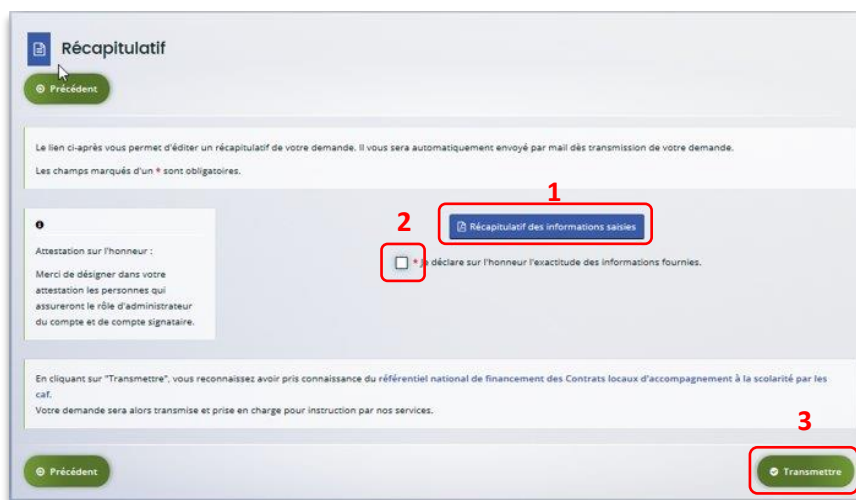 Récapitulatif
Précédent
Le lien ci-après vous permet d'éditer un récapitulatif de votre demande. Il vous sera automatiquement envoyé par mail dès transmission de votre demande.
Les champs marqués d'un * sont obligatoires.
1
Récapitulatif des informations saisies
2
* Je déclare sur l'honneur l'exactitude des informations fournies.
Attestation sur l'honneur :
Merci de désigner dans votre
attestation les personnes qui
assureront le rôle d'administrateur
du compte et de compte signataire.
En cliquant sur "Transmettre", vous reconnaissez avoir pris connaissance du référentiel national de financement des Contrats locaux d'accompagnement à la scolarité par les
caf.
Votre demande sera alors transmise et prise en charge pour instruction par nos services.
3
Précédent
Transmettre